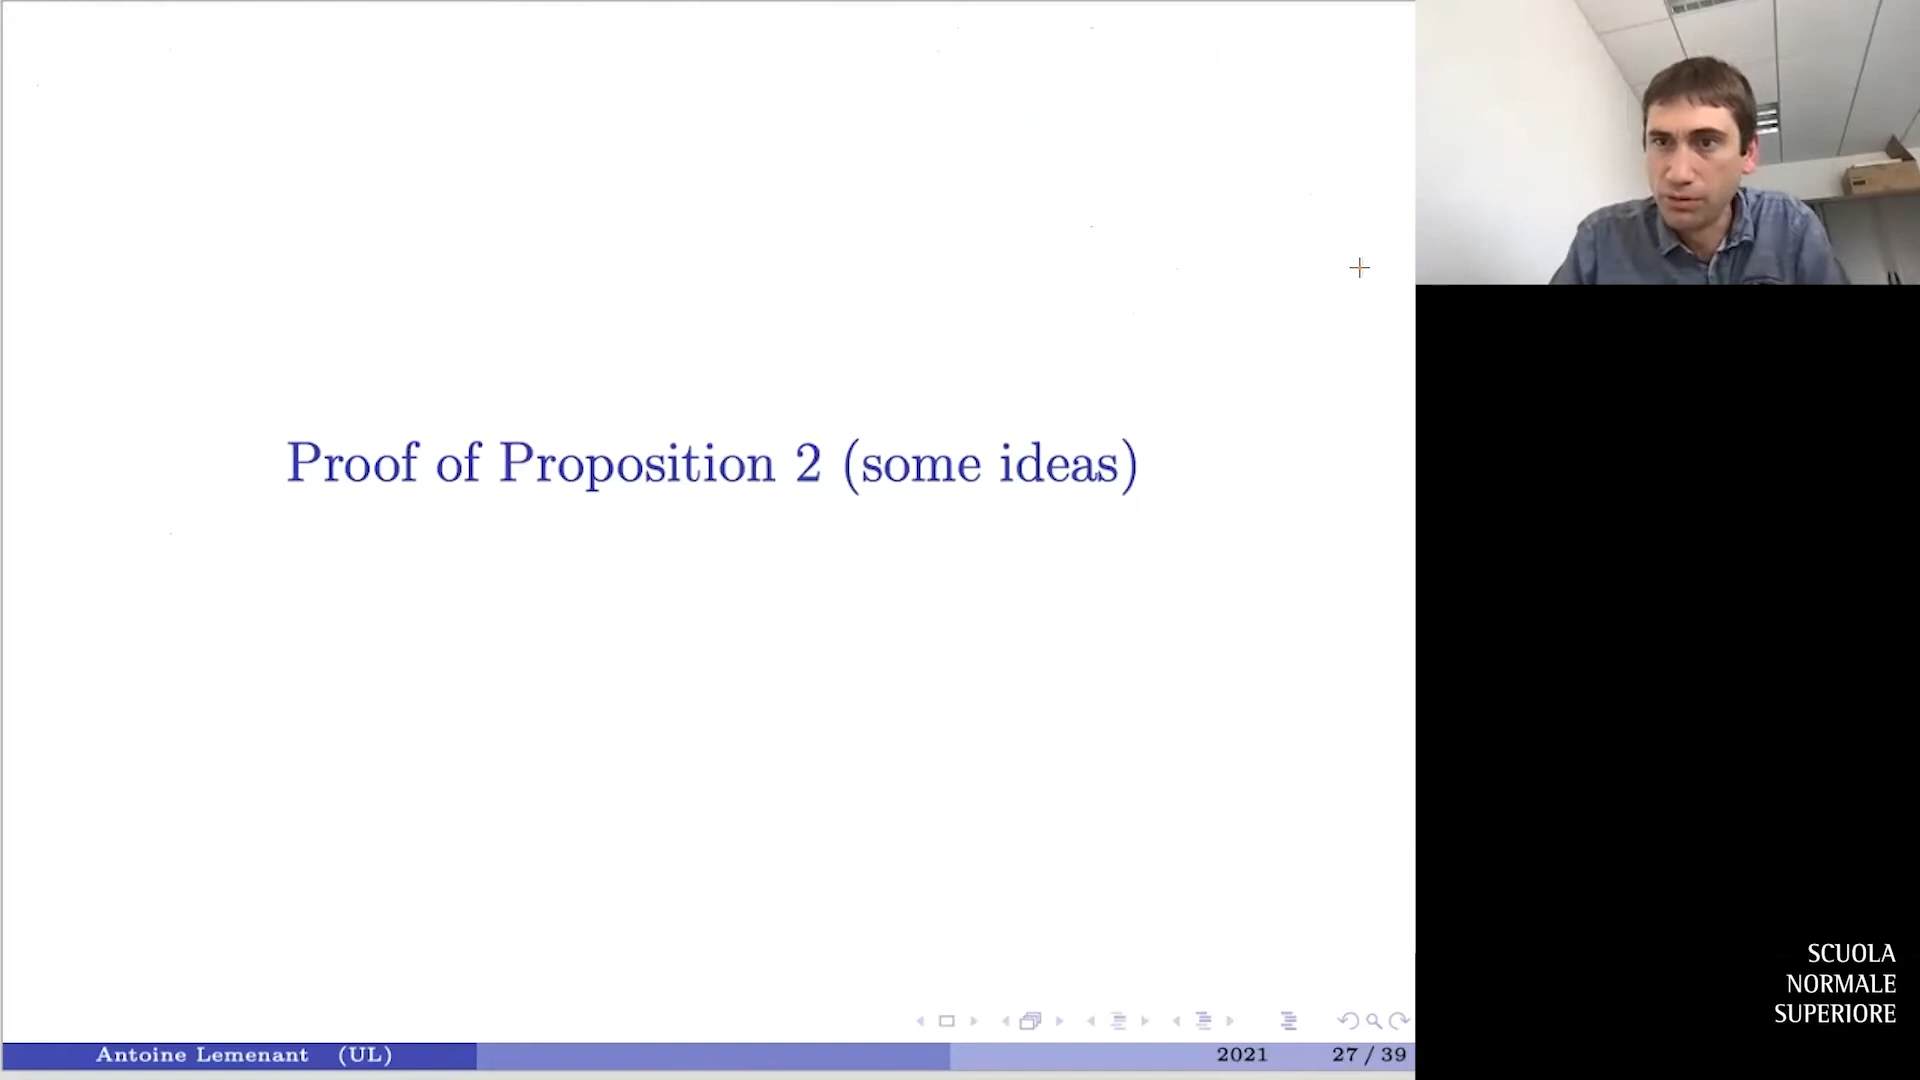 Proof of Proposition 2 (some ideas)
Antoine Lemenant (UL) 2021 27 / 39
SCUOLA
NORMALE
SUPERIORE